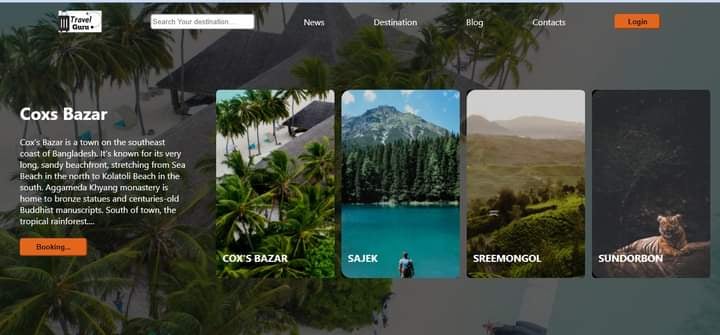 Travel
Guru
Search Your destination...
News
Destination
Blog
Contacts
Login
Coxs Bazar
Cox's Bazar is a town on the southeast
coast of Bangladesh. It's known for its very
long, sandy beachfront, stretching from Sea
Beach in the north to Kolatoli Beach in the
south. Aggameda Khyang monastery is
home to bronze statues and centuries-old
Buddhist manuscripts. South of town, the
tropical rainforest....
Booking...
COX'S BAZAR
SAJEK
SREEMONGOL
SUNDORBON